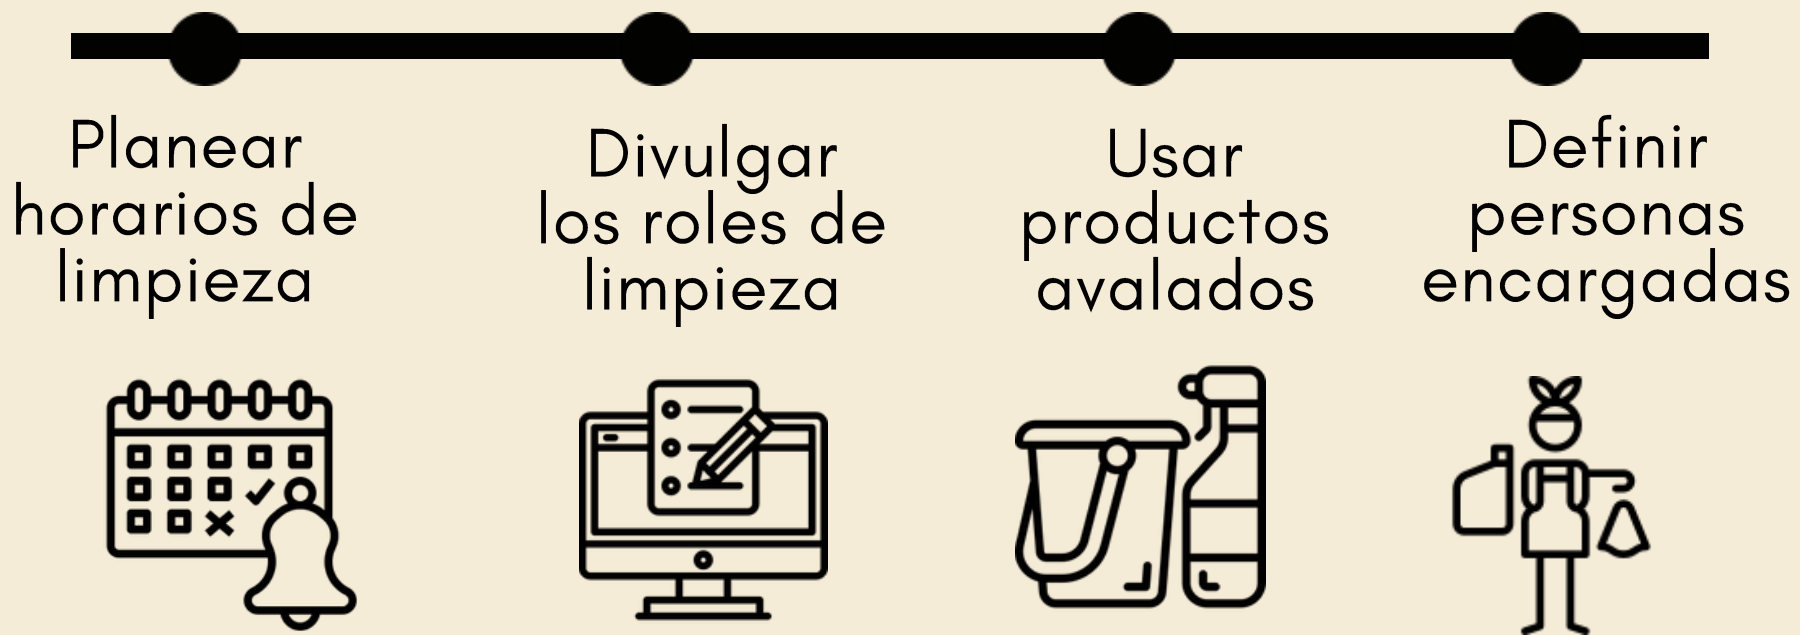 Planear
horarios de
limpieza
Divulgar
los roles de
limpieza
Usar
productos
avalados
Definir
personas
encargadas